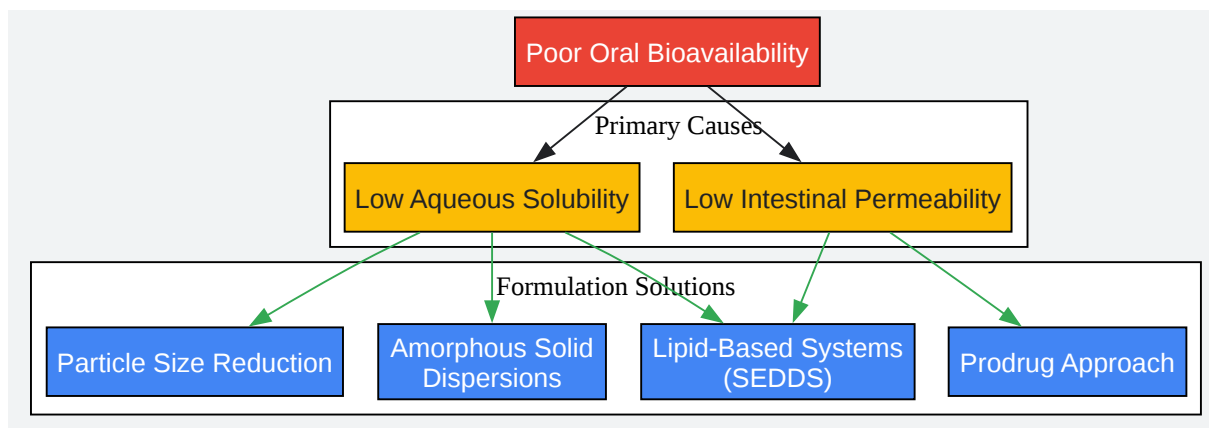 Poor Oral Bioavailability
Primary Causes
Low Aqueous Solubility
Low Intestinal Permeability
Formulation Solutions
Particle Size Reduction
Amorphous Solid
Dispersions
Lipid-Based Systems
(SEDDS)
Prodrug Approach